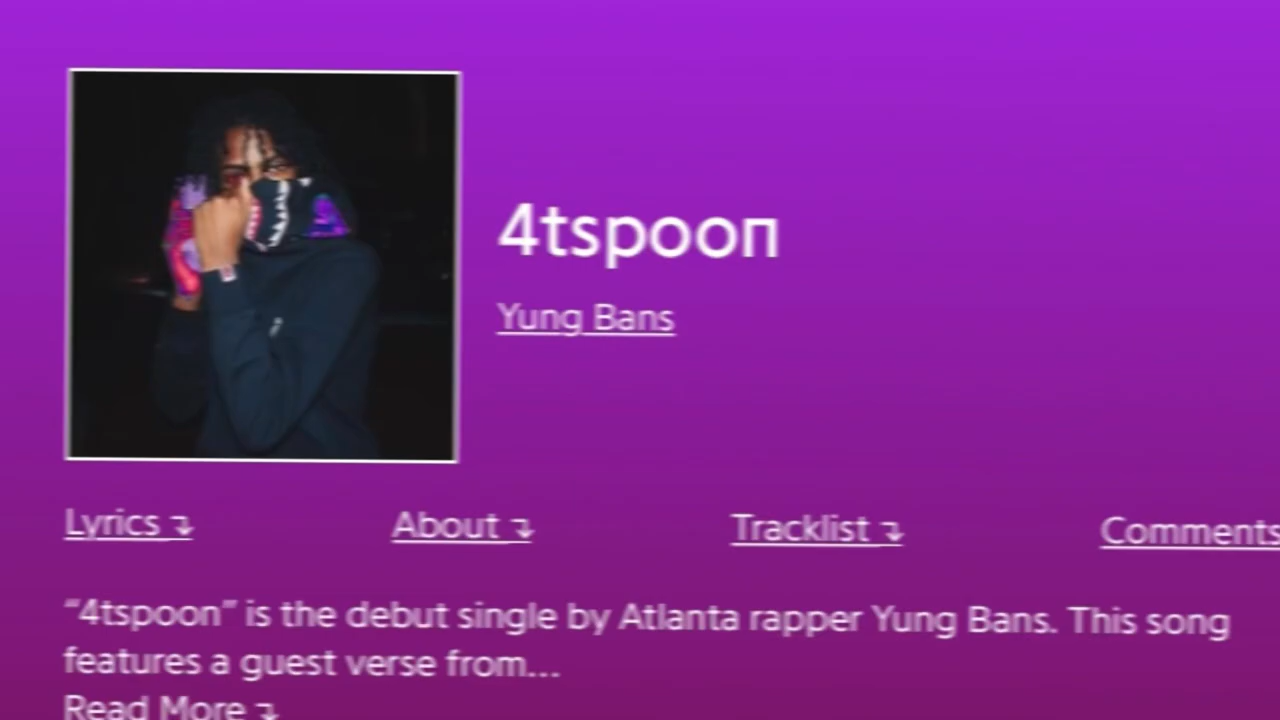 4tspoon
Yung Bans
Lyrics ↴
About ↴
Tracklist ↴
Comments
“4tspoon” is the debut single by Atlanta rapper Yung Bans. This song
features a guest verse from...
Read More ↴